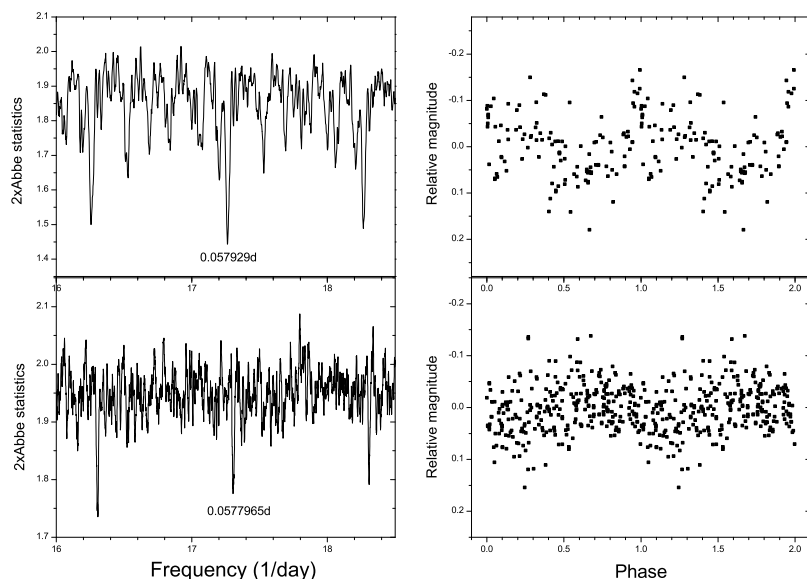 2.1
2.0
1.9
1.8
1.7
1.6
1.5
1.4
2xAbbe statistics
0.057929d
16 17 18
-0.2
-0.1
0.0
0.1
0.2
Relative magnitude
0.0 0.5 1.0 1.5 2.0
2.1
2.0
1.9
1.8
1.7
2xAbbe statistics
0.0577965d
16 17 18
Frequency (1/day)
-0.2
-0.1
0.0
0.1
0.2
Relative magnitude
0.0 0.5 1.0 1.5 2.0
Phase